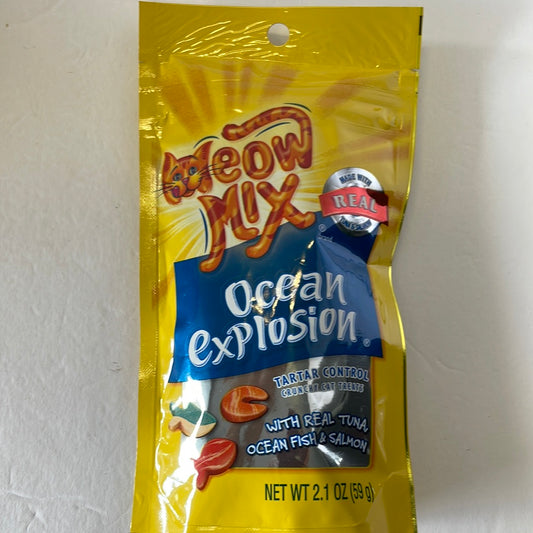 MEOW
MIX
MADE WITH
REAL
Ocean
explosion®
TARTAR CONTROL
CRUNCHY CAT TREATS
WITH REAL TUNA,
OCEAN FISH & SALMON
NET WT 2.1 OZ (59 g)